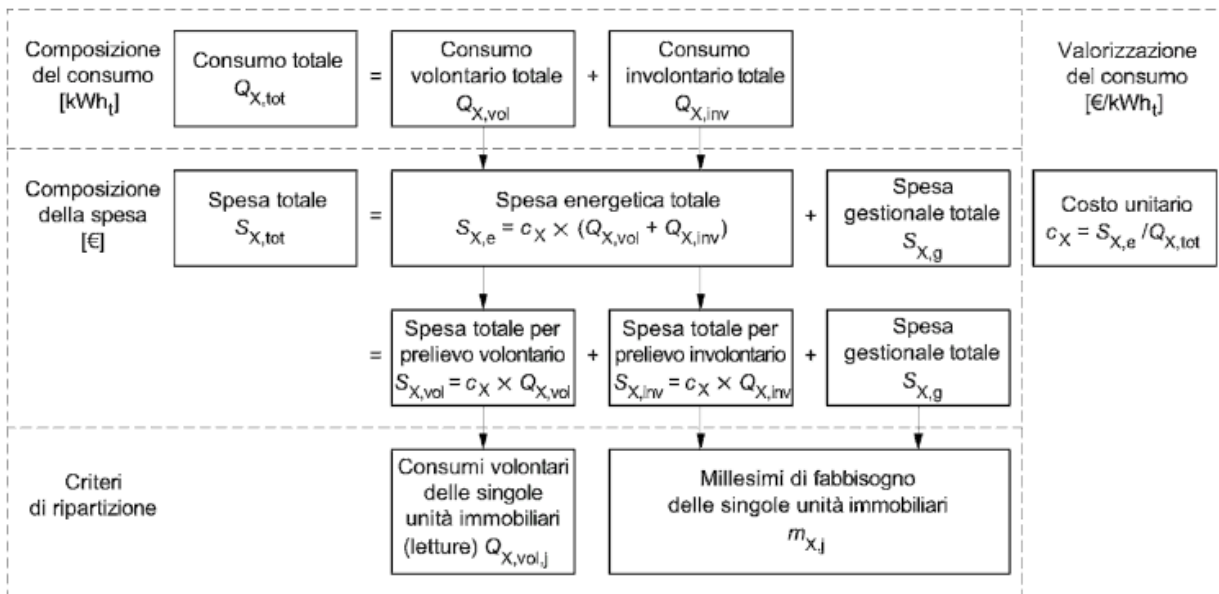 Composizione
del consumo
[kWht]
Consumo totale
QX,tot
=
Consumo
volontario totale
QX,vol
+
Consumo
involontario totale
QX,inv
Valorizzazione
del consumo
[€/kWht]
Composizione
della spesa
[€]
Spesa totale
SX,tot
=
Spesa energetica totale
SX,e = cX × (QX,vol + QX,inv)
+
Spesa
gestionale totale
SX,g
Costo unitario
cX = SX,e /QX,tot
=
Spesa totale per
prelievo volontario
SX,vol = cX × QX,vol
+
Spesa totale per
prelievo involontario
SX,inv = cX × QX,inv
+
Spesa
gestionale totale
SX,g
Criteri
di ripartizione
Consumi volontari
delle singole
unità immobiliari
(letture) QX,vol,j
Millesimi di fabbisogno
delle singole unità immobiliari
mX,j